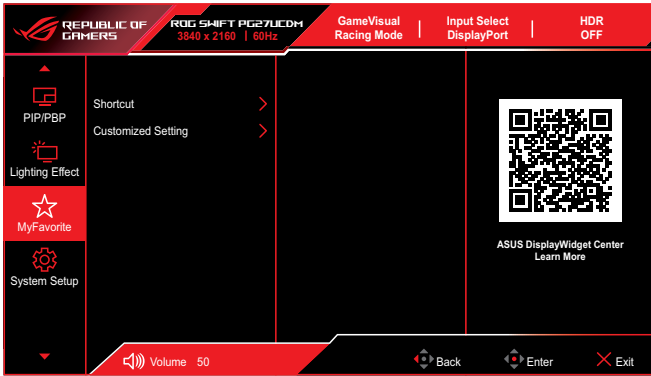 REPUBLIC OF
GAMERS
ROG SWIFT PG27UCDM
3840 x 2160 | 60Hz
GameVisual
Racing Mode
Input Select
DisplayPort
HDR
OFF
PIP/PBP
Lighting Effect
MyFavorite
System Setup
Shortcut
Customized Setting
ASUS DisplayWidget Center
Learn More
Volume 50
Back
Enter
Exit